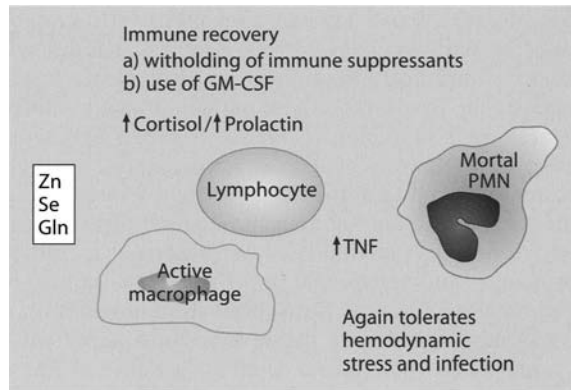 Immune recovery
a) witholding of immune suppressants
b) use of GM-CSF
↑Cortisol/↑Prolactin
Zn
Se
Gln
Lymphocyte
Mortal
PMN
↑TNF
Active
macrophage
Again tolerates
hemodynamic
stress and infection